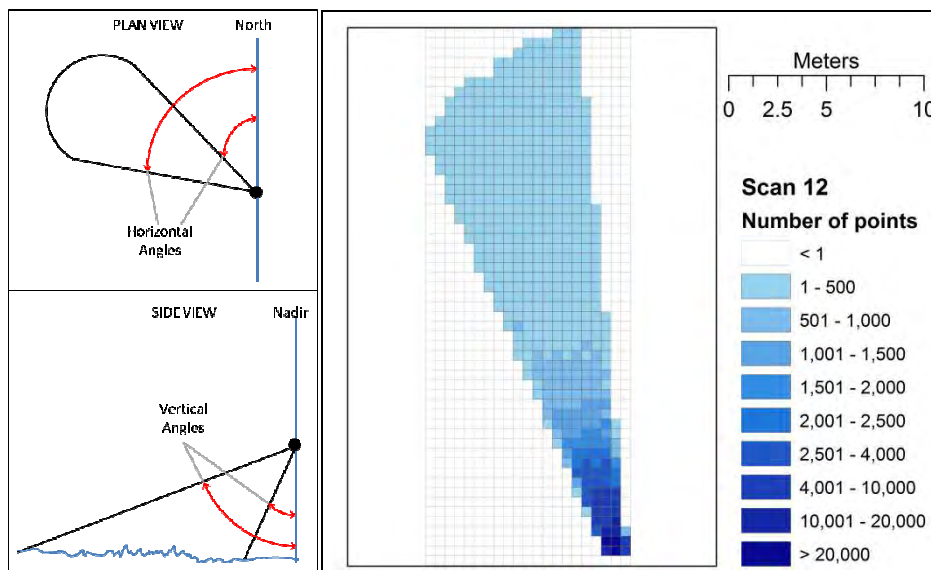 PLAN VIEW
North
Horizontal
Angles
SIDE VIEW
Nadir
Vertical
Angles
Meters
0 2.5 5 10
Scan 12
Number of points
< 1
1 - 500
501 - 1,000
1,001 - 1,500
1,501 - 2,000
2,001 - 2,500
2,501 - 4,000
4,001 - 10,000
10,001 - 20,000
> 20,000